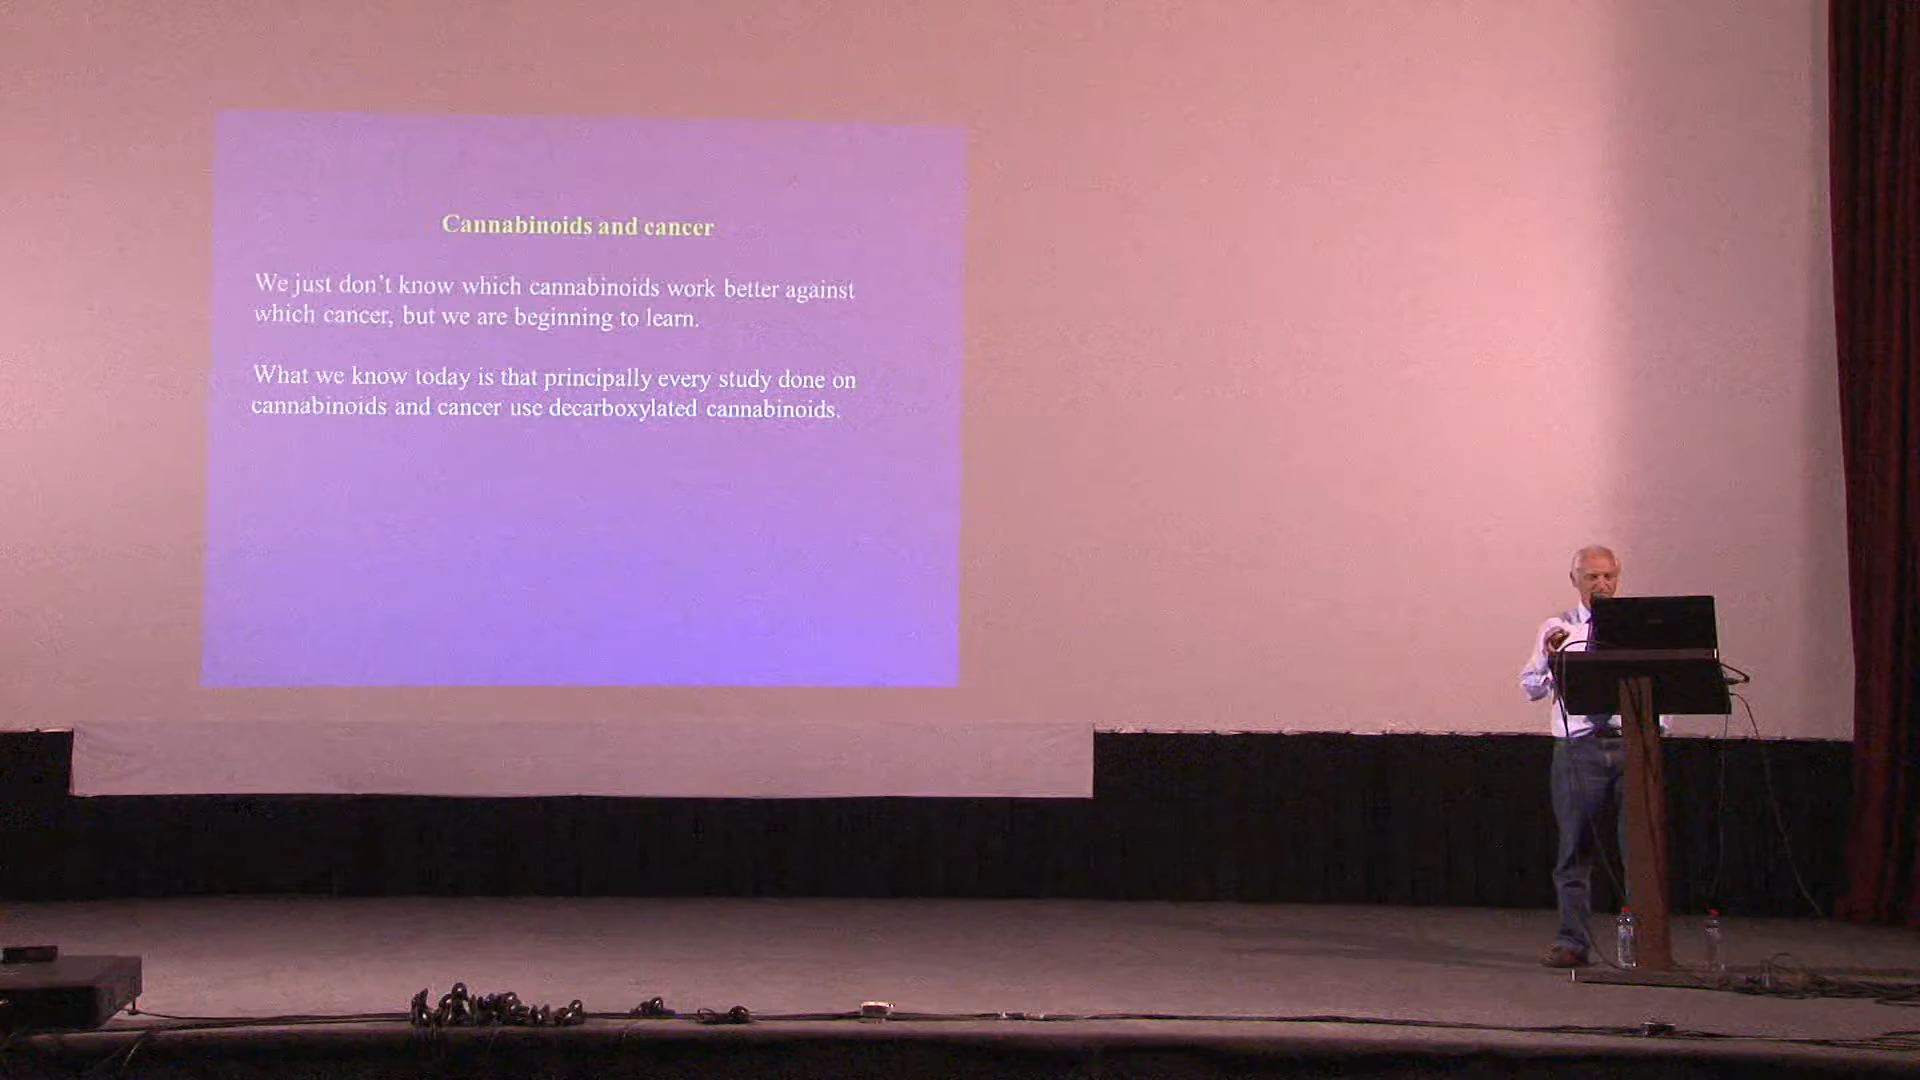 Cannabinoids and cancer
We just don't know which cannabinoids work better against
which cancer, but we are beginning to learn.
What we know today is that principally every study done on
cannabinoids and cancer use decarboxylated cannabinoids.